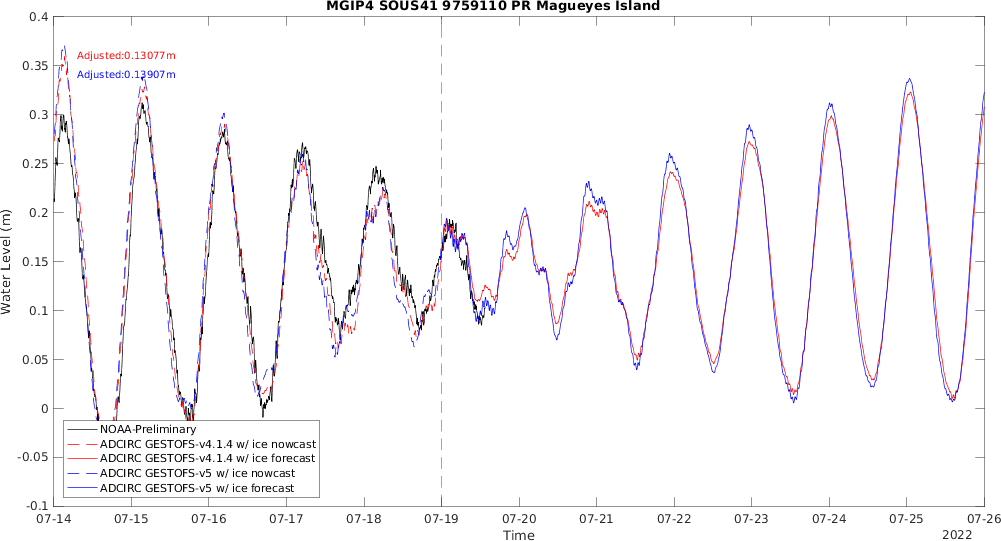 MGIP4 SOUS41 9759110 PR Magueyes Island
Adjusted:0.13077m
Adjusted:0.13907m
0.4
0.35
0.3
0.25
0.2
0.15
0.1
0.05
0
-0.05
-0.1
Water Level (m)
NOAA-Preliminary
ADCIRC GESTOFS-v4.1.4 w/ ice nowcast
ADCIRC GESTOFS-v4.1.4 w/ ice forecast
ADCIRC GESTOFS-v5 w/ ice nowcast
ADCIRC GESTOFS-v5 w/ ice forecast
07-14 07-15 07-16 07-17 07-18 07-19 07-20 07-21 07-22 07-23 07-24 07-25 07-26
Time
2022